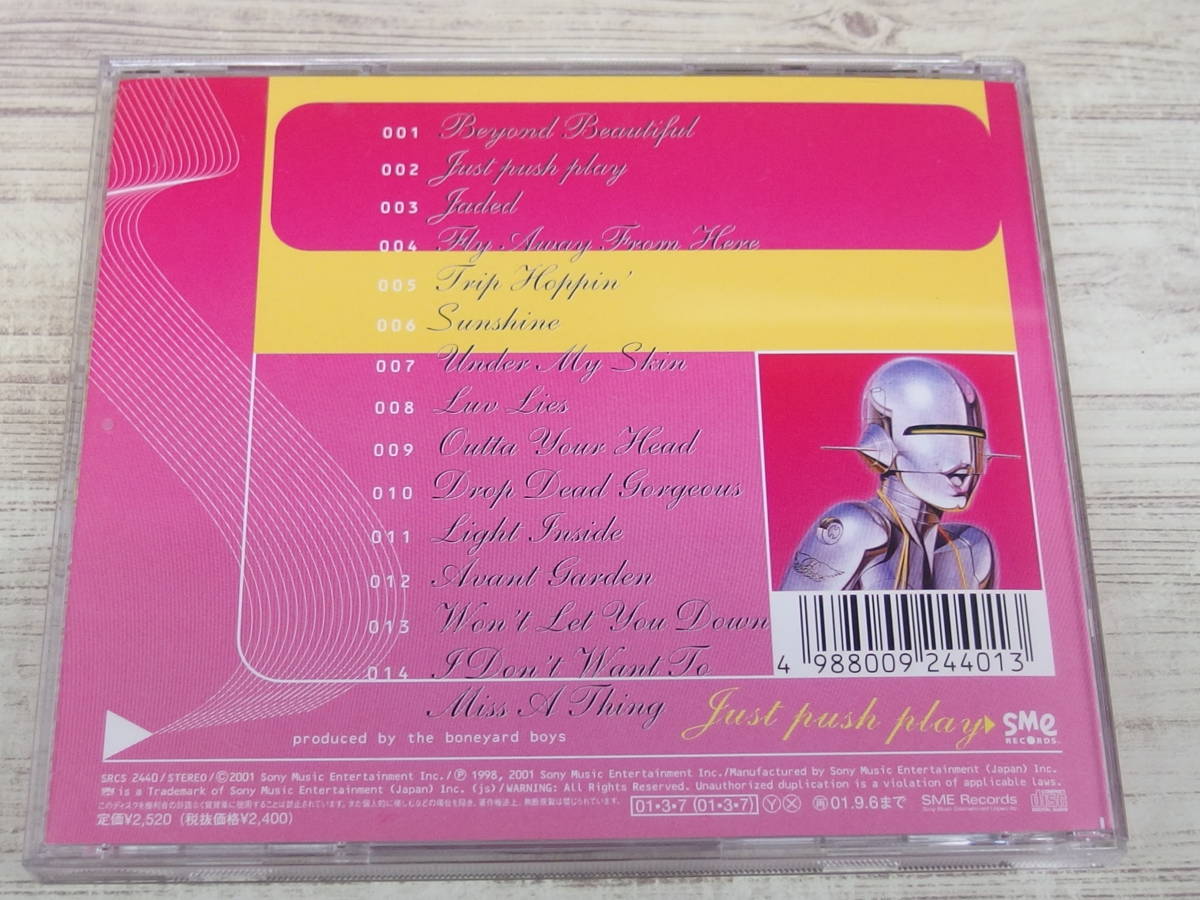 001 Beyond Beautiful
002 Just push play
003 Jaded
004 Fly Away From Here
005 Trip Hoppin'
006 Sunshine
007 Under My Skin
008 Luv Lies
009 Outta Your Head
010 Drop Dead Gorgeous
011 Light Inside
012 Avant Garden
013 Won't Let You Down
014 I Don't Want To
Miss A Thing
4 988009 244013
Just push play
SMe
RECORDS
produced by the boneyard boys
SRCS 2440/STEREO/Ⓒ2001 Sony Music Entertainment Inc./Ⓟ 1998, 2001 Sony Music Entertainment Inc./Manufactured by Sony Music Entertainment (Japan) Inc.
is a Trademark of Sony Music Entertainment (Japan) Inc. (js)/WARNING: All Rights Reserved. Unauthorized duplication is a violation of applicable laws.
01・3・7 (01・3・7) Ⓨ Ⓧ 再 01.9.6まで SME Records
定価¥2,520 (税抜価格¥2,400)